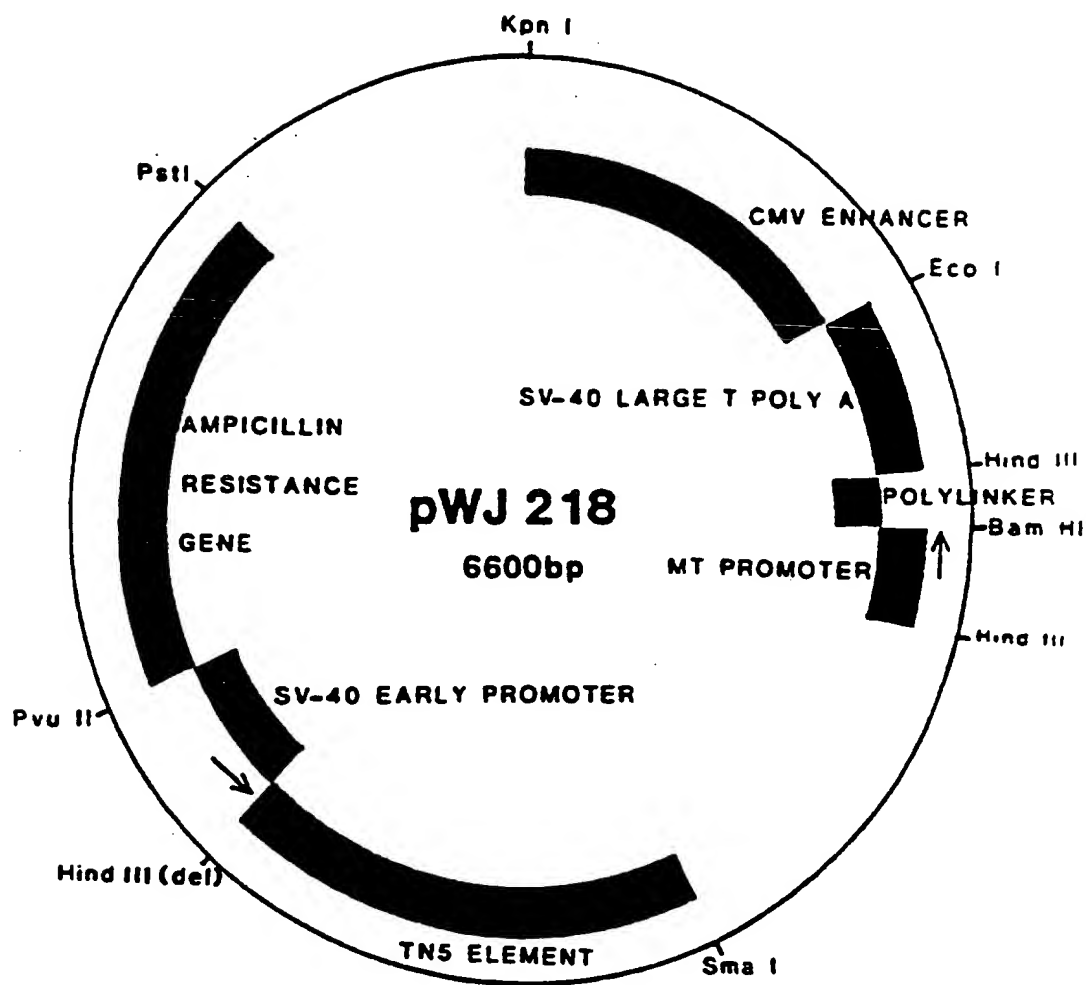 Kpn I
PstI
CMV ENHANCER
Eco I
SV-40 LARGE T POLY A
AMPICILLIN
RESISTANCE
GENE
Hind III
POLYLINKER
Bam HI
pWJ 218
6600bp
MT PROMOTER
Hind III
SV-40 EARLY PROMOTER
Pvu II
Hind III (del)
TN5 ELEMENT
Sma I